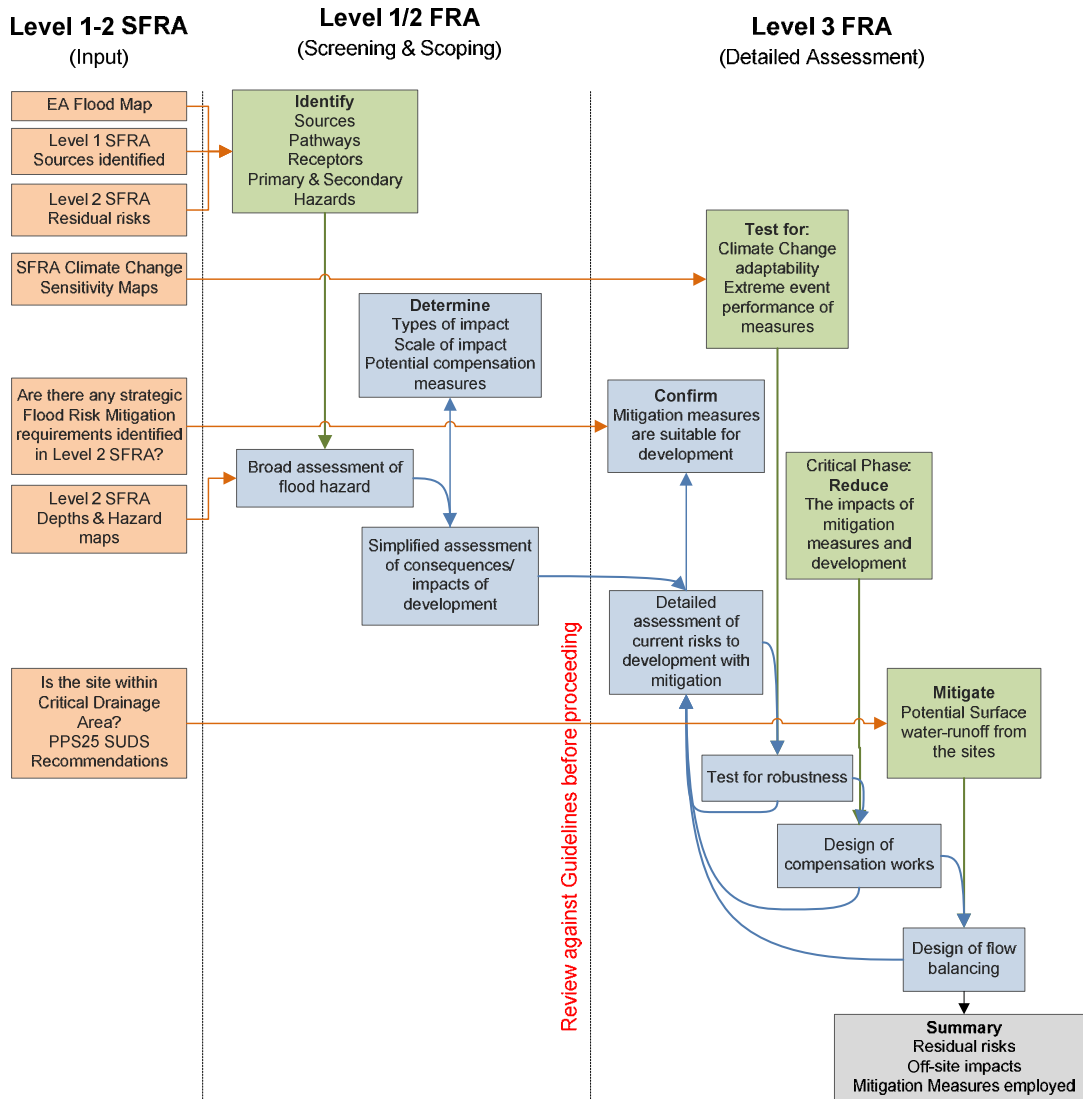 Level 1-2 SFRA
(Input)
Level 1/2 FRA
(Screening & Scoping)
Level 3 FRA
(Detailed Assessment)
EA Flood Map
Level 1 SFRA
Sources identified
Level 2 SFRA
Residual risks
SFRA Climate Change
Sensitivity Maps
Are there any strategic
Flood Risk Mitigation
requirements identified
in Level 2 SFRA?
Level 2 SFRA
Depths & Hazard
maps
Is the site within
Critical Drainage
Area?
PPS25 SUDS
Recommendations
Identify
Sources
Pathways
Receptors
Primary & Secondary
Hazards
Determine
Types of impact
Scale of impact
Potential compensation
measures
Broad assessment of
flood hazard
Simplified assessment
of consequences/
impacts of
development
Review against Guidelines before proceeding
Test for:
Climate Change
adaptability
Extreme event
performance of
measures
Confirm
Mitigation measures
are suitable for
development
Critical Phase:
Reduce
The impacts of
mitigation
measures and
development
Detailed
assessment of
current risks to
development with
mitigation
Mitigate
Potential Surface
water-runoff from
the sites
Test for robustness
Design of
compensation works
Design of flow
balancing
Summary
Residual risks
Off-site impacts
Mitigation Measures employed